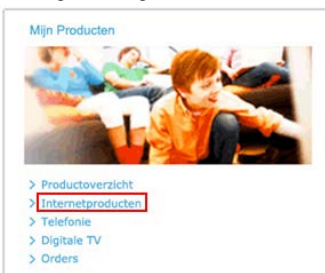 Mijn Producten
> Productoverzicht
> Internetproducten
> Telefonie
> Digitale TV
> Orders